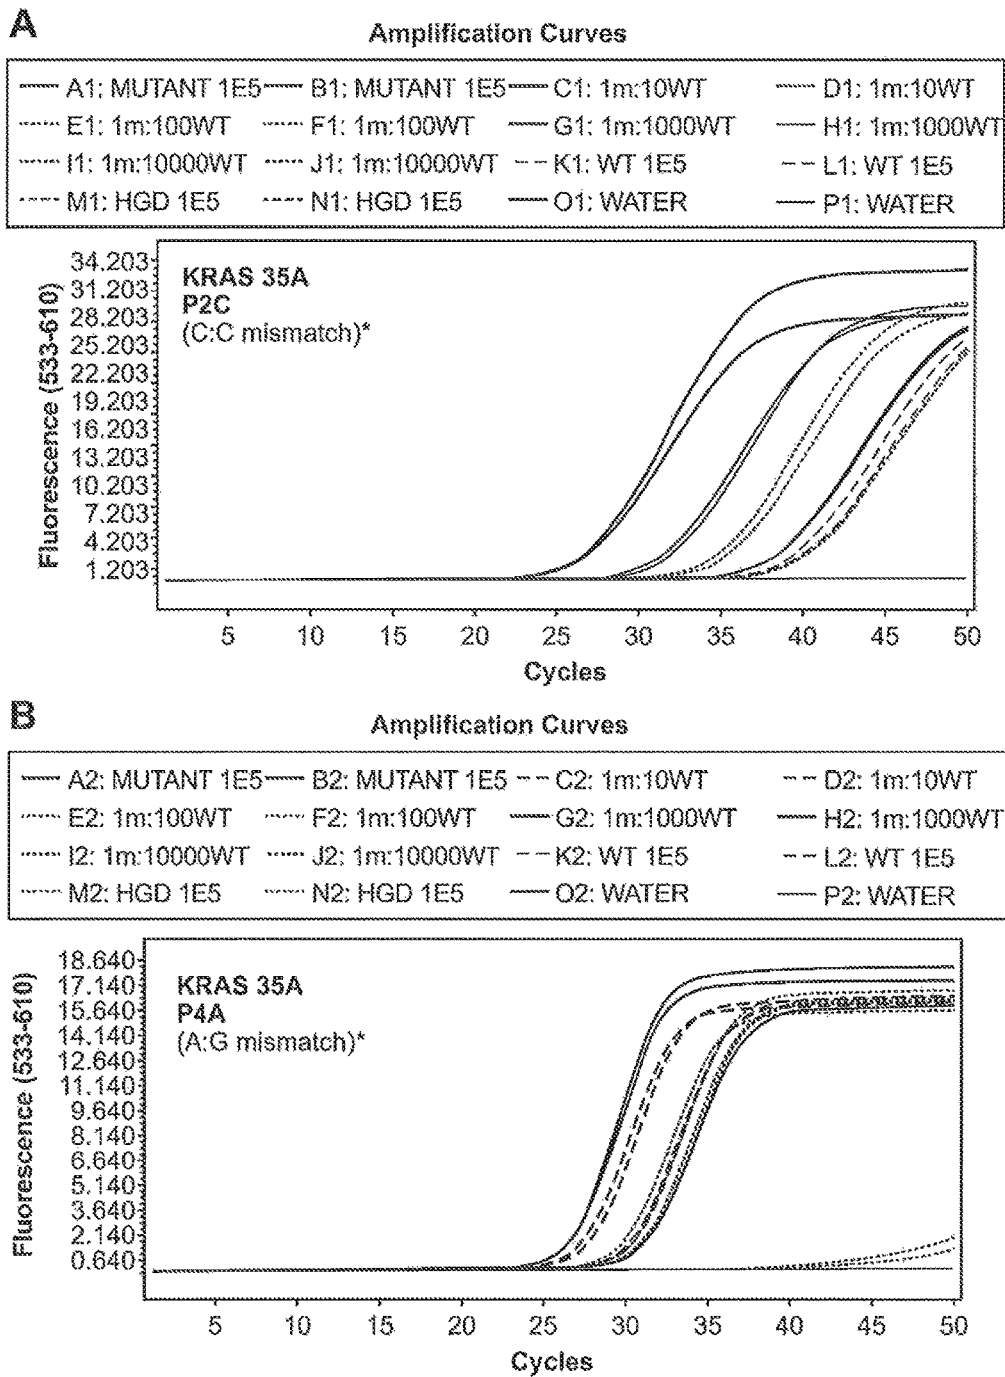 A
Amplification Curves
A1: MUTANT 1E5 B1: MUTANT 1E5 C1: 1m:10WT D1: 1m:10WT
E1: 1m:100WT F1: 1m:100WT G1: 1m:1000WT H1: 1m:1000WT
I1: 1m:10000WT J1: 1m:10000WT K1: WT 1E5 L1: WT 1E5
M1: HGD 1E5 N1: HGD 1E5 O1: WATER P1: WATER
Fluorescence (533-610)
34.203
31.203
28.203
25.203
22.203
19.203
16.203
13.203
10.203
7.203
4.203
1.203
KRAS 35A
P2C
(C:C mismatch)*
5 10 15 20 25 30 35 40 45 50
Cycles
B
Amplification Curves
A2: MUTANT 1E5 B2: MUTANT 1E5 C2: 1m:10WT D2: 1m:10WT
E2: 1m:100WT F2: 1m:100WT G2: 1m:1000WT H2: 1m:1000WT
I2: 1m:10000WT J2: 1m:10000WT K2: WT 1E5 L2: WT 1E5
M2: HGD 1E5 N2: HGD 1E5 O2: WATER P2: WATER
Fluorescence (533-610)
18.640
17.140
15.640
14.140
12.640
11.140
9.640
8.140
6.640
5.140
3.640
2.140
0.640
KRAS 35A
P4A
(A:G mismatch)*
5 10 15 20 25 30 35 40 45 50
Cycles